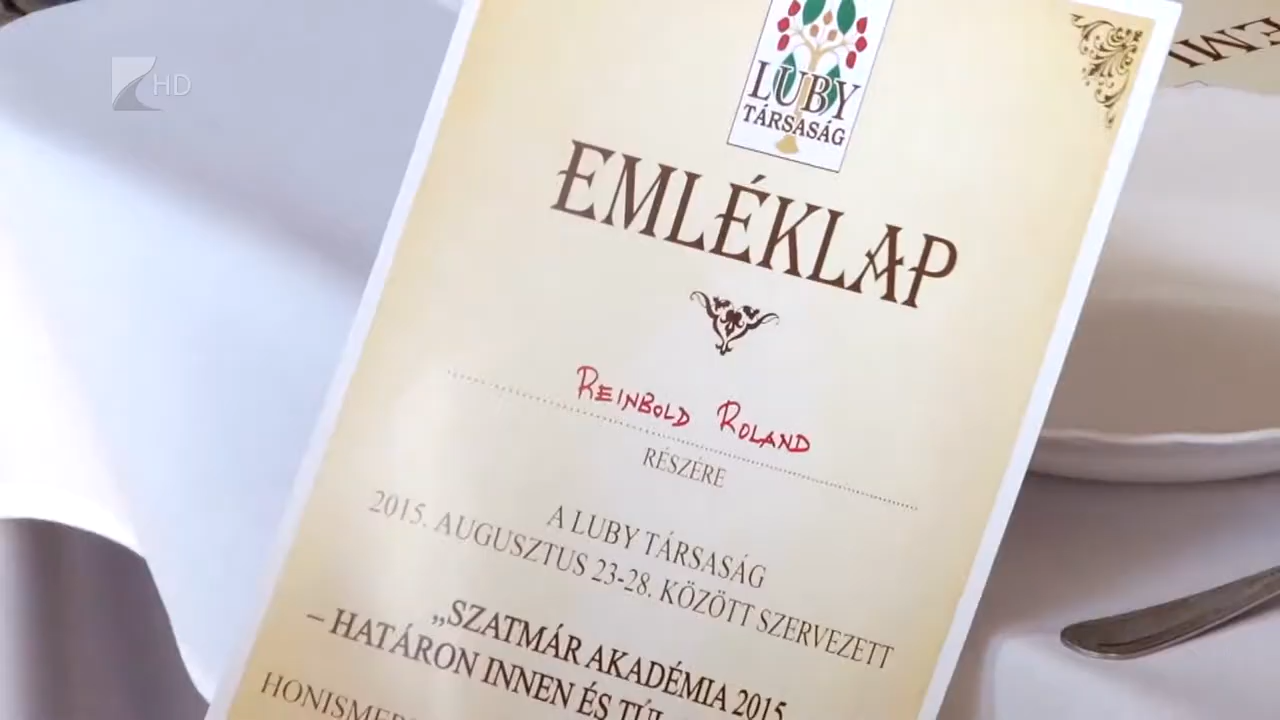 HD
LUBY
TÁRSASÁG
EMLÉKLAP
REINBOLD ROLAND
RÉSZÉRE
A LUBY TÁRSASÁG
2015. AUGUSZTUS 23-28. KÖZÖTT SZERVEZETT
„SZATMÁR AKADÉMIA 2015
– HATÁRON INNEN ÉS